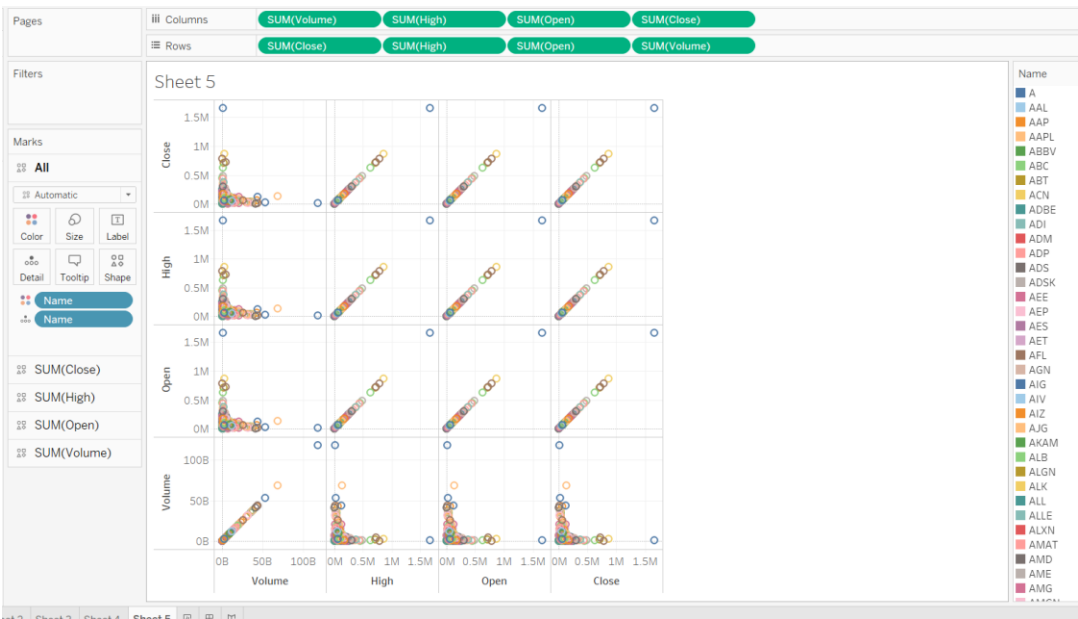 Pages
Columns SUM(Volume) SUM(High) SUM(Open) SUM(Close)
Rows SUM(Close) SUM(High) SUM(Open) SUM(Volume)
Filters
Marks
All
Automatic
Color Size Label
Detail Tooltip Shape
Name
Name
SUM(Close)
SUM(High)
SUM(Open)
SUM(Volume)
Sheet 5
Close
1.5M
1M
0.5M
0M
High
1.5M
1M
0.5M
0M
Open
1.5M
1M
0.5M
0M
Volume
100B
50B
0B
0B 50B 100B 0M 0.5M 1M 1.5M 0M 0.5M 1M 1.5M 0M 0.5M 1M 1.5M
Volume High Open Close
Name
A
AAL
AAP
AAPL
ABBV
ABC
ABT
ACN
ADBE
ADI
ADM
ADP
ADS
ADSK
AEE
AEP
AES
AET
AFL
AGN
AIG
AIV
AIZ
AJG
AKAM
ALB
ALGN
ALK
ALL
ALLE
ALXN
AMAT
AMD
AME
AMG
Sheet 3 Sheet 4 Sheet 5